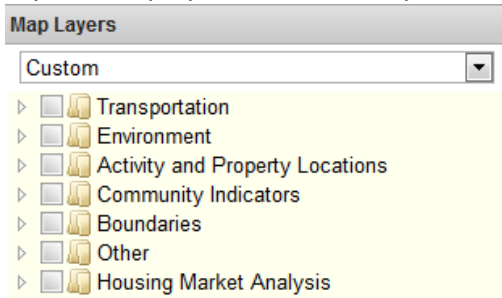 Map Layers
Custom
Transportation
Environment
Activity and Property Locations
Community Indicators
Boundaries
Other
Housing Market Analysis